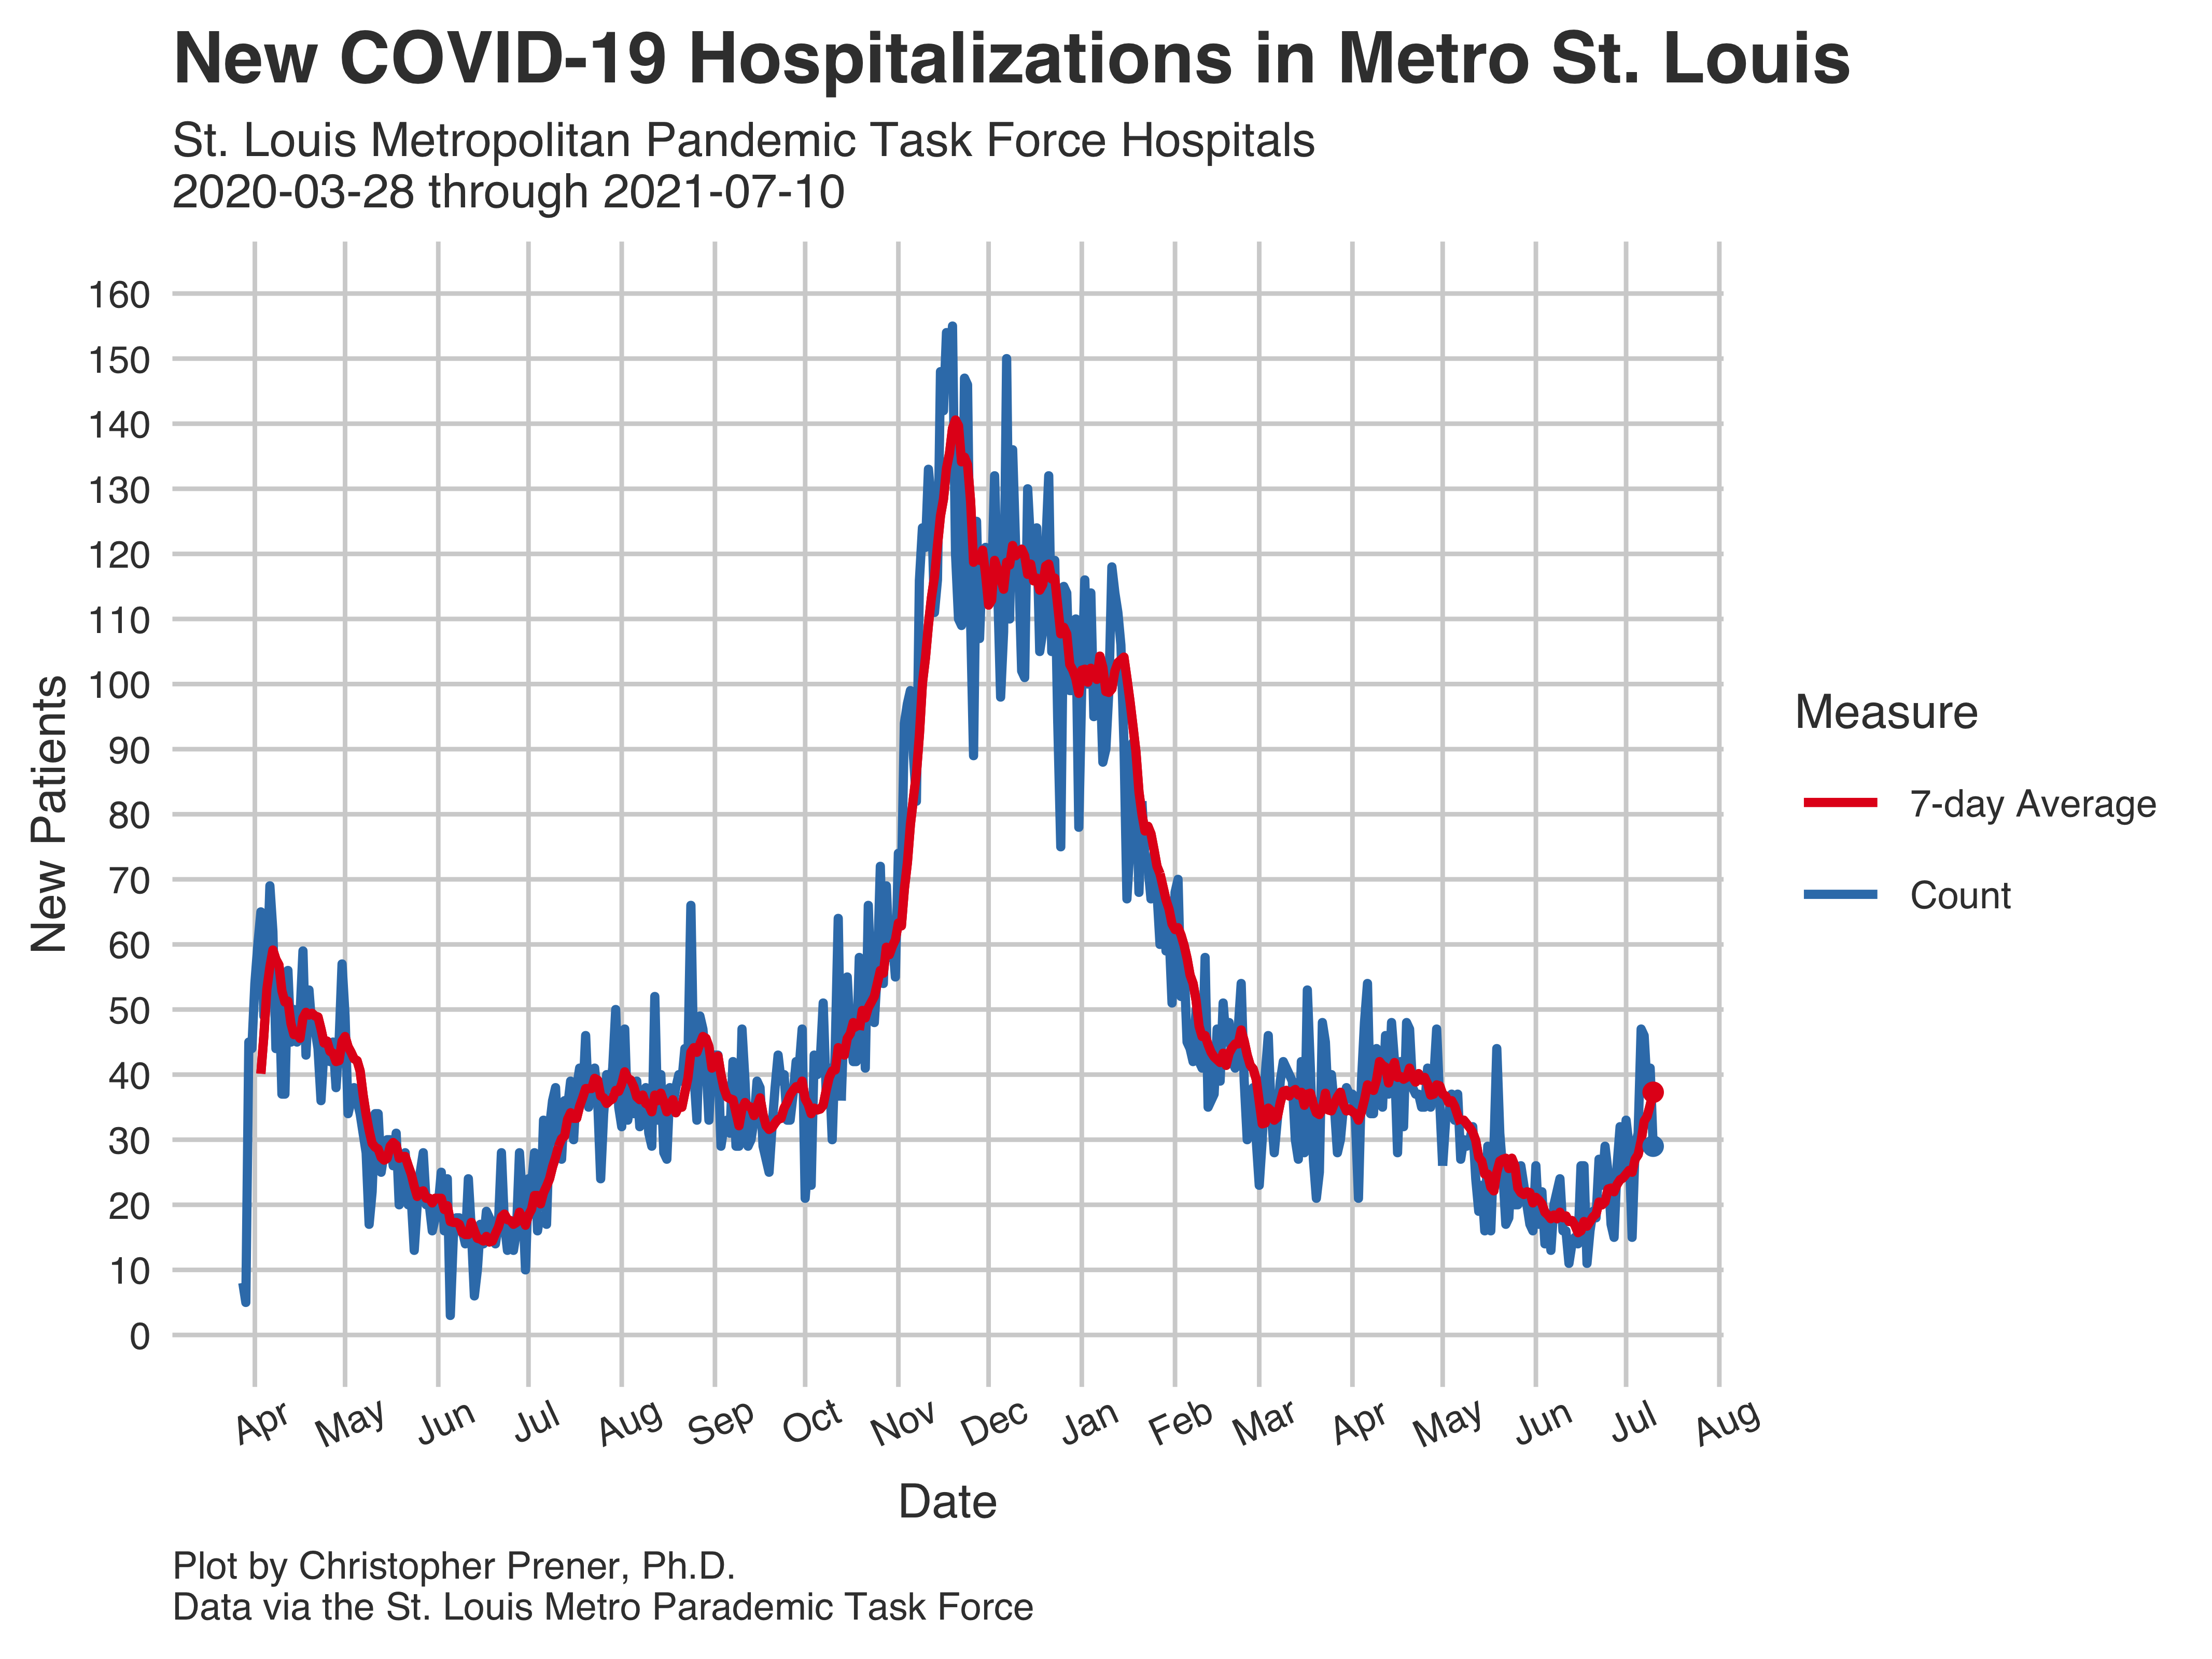 New COVID-19 Hospitalizations in Metro St. Louis
St. Louis Metropolitan Pandemic Task Force Hospitals
2020-03-28 through 2021-07-10
160
150
140
130
120
110
100
90
80
70
60
50
40
30
20
10
0
New Patients
Measure
7-day Average
Count
Apr May Jun Jul Aug Sep Oct Nov Dec Jan Feb Mar Apr May Jun Jul Aug
Date
Plot by Christopher Prener, Ph.D.
Data via the St. Louis Metro Parademic Task Force